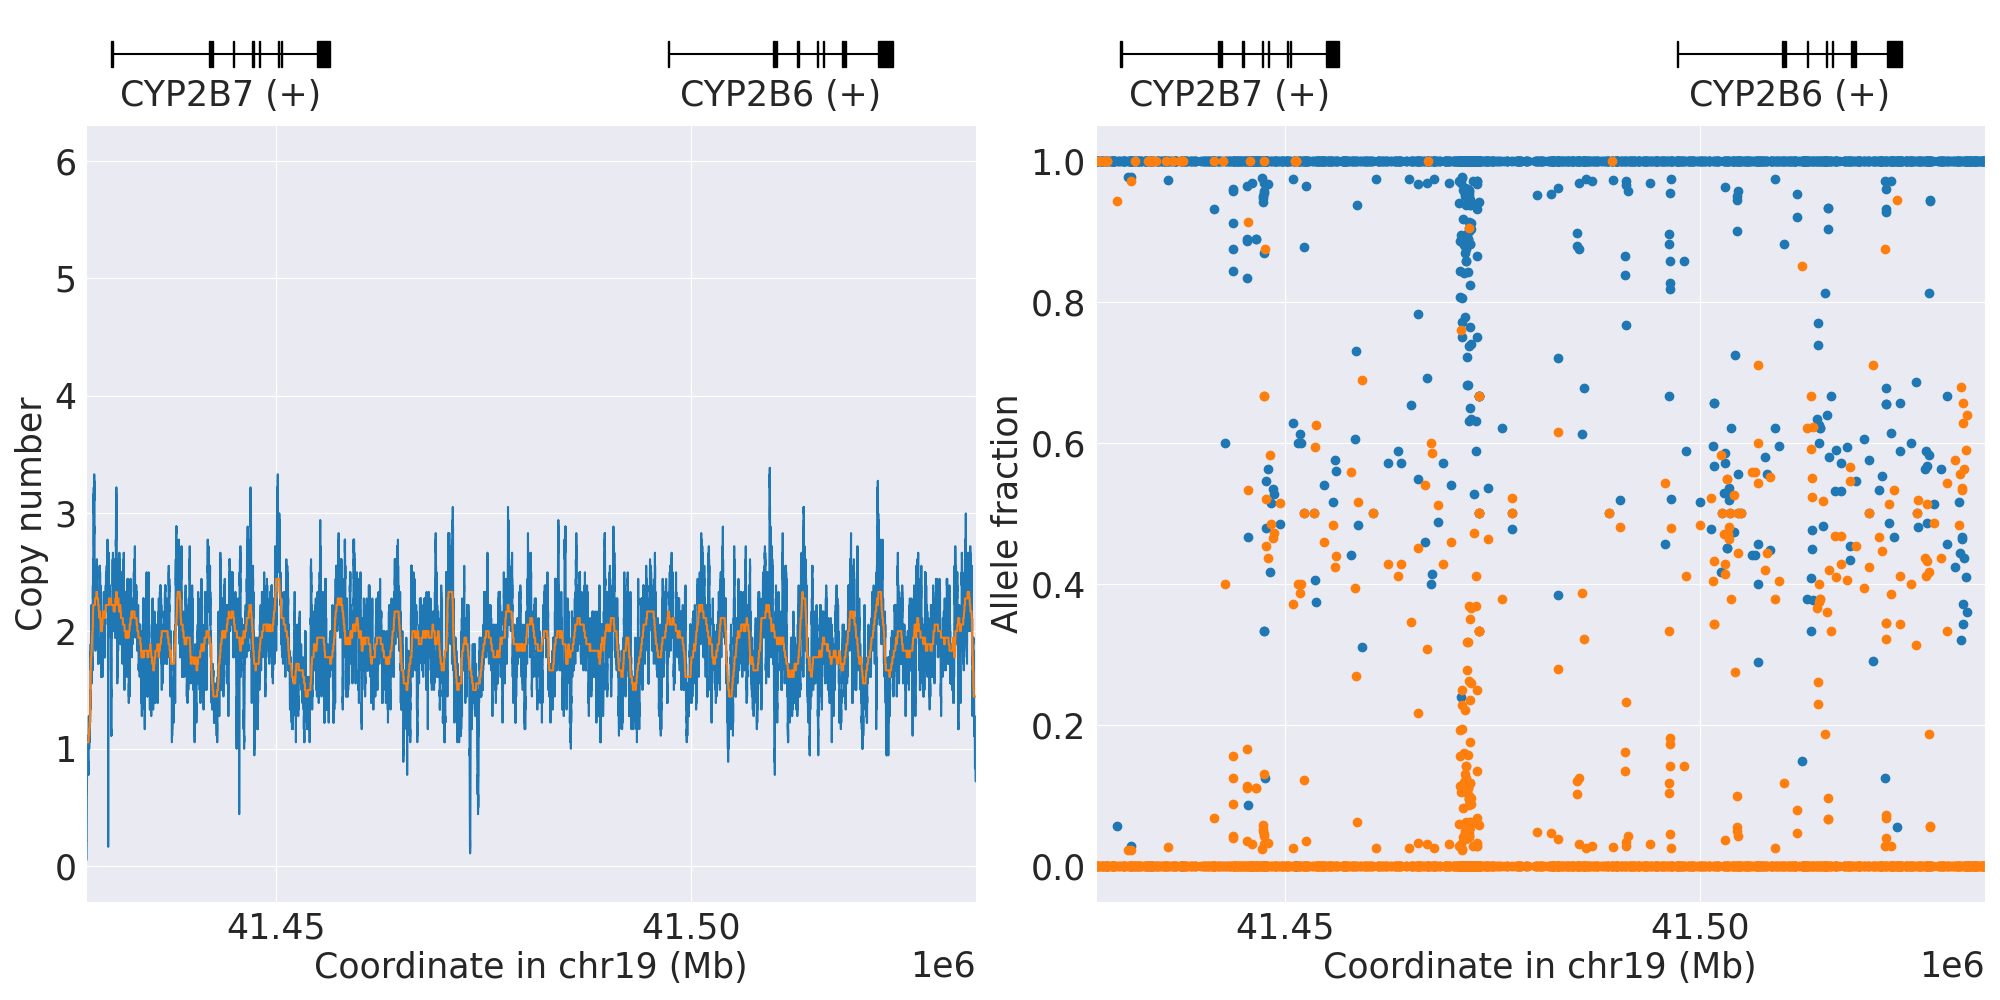 CYP2B7 (+)
CYP2B6 (+)
CYP2B7 (+)
CYP2B6 (+)
Copy number
6
5
4
3
2
1
0
41.45
41.50
Coordinate in chr19 (Mb)
1e6
Allele fraction
1.0
0.8
0.6
0.4
0.2
0.0
41.45
41.50
Coordinate in chr19 (Mb)
1e6